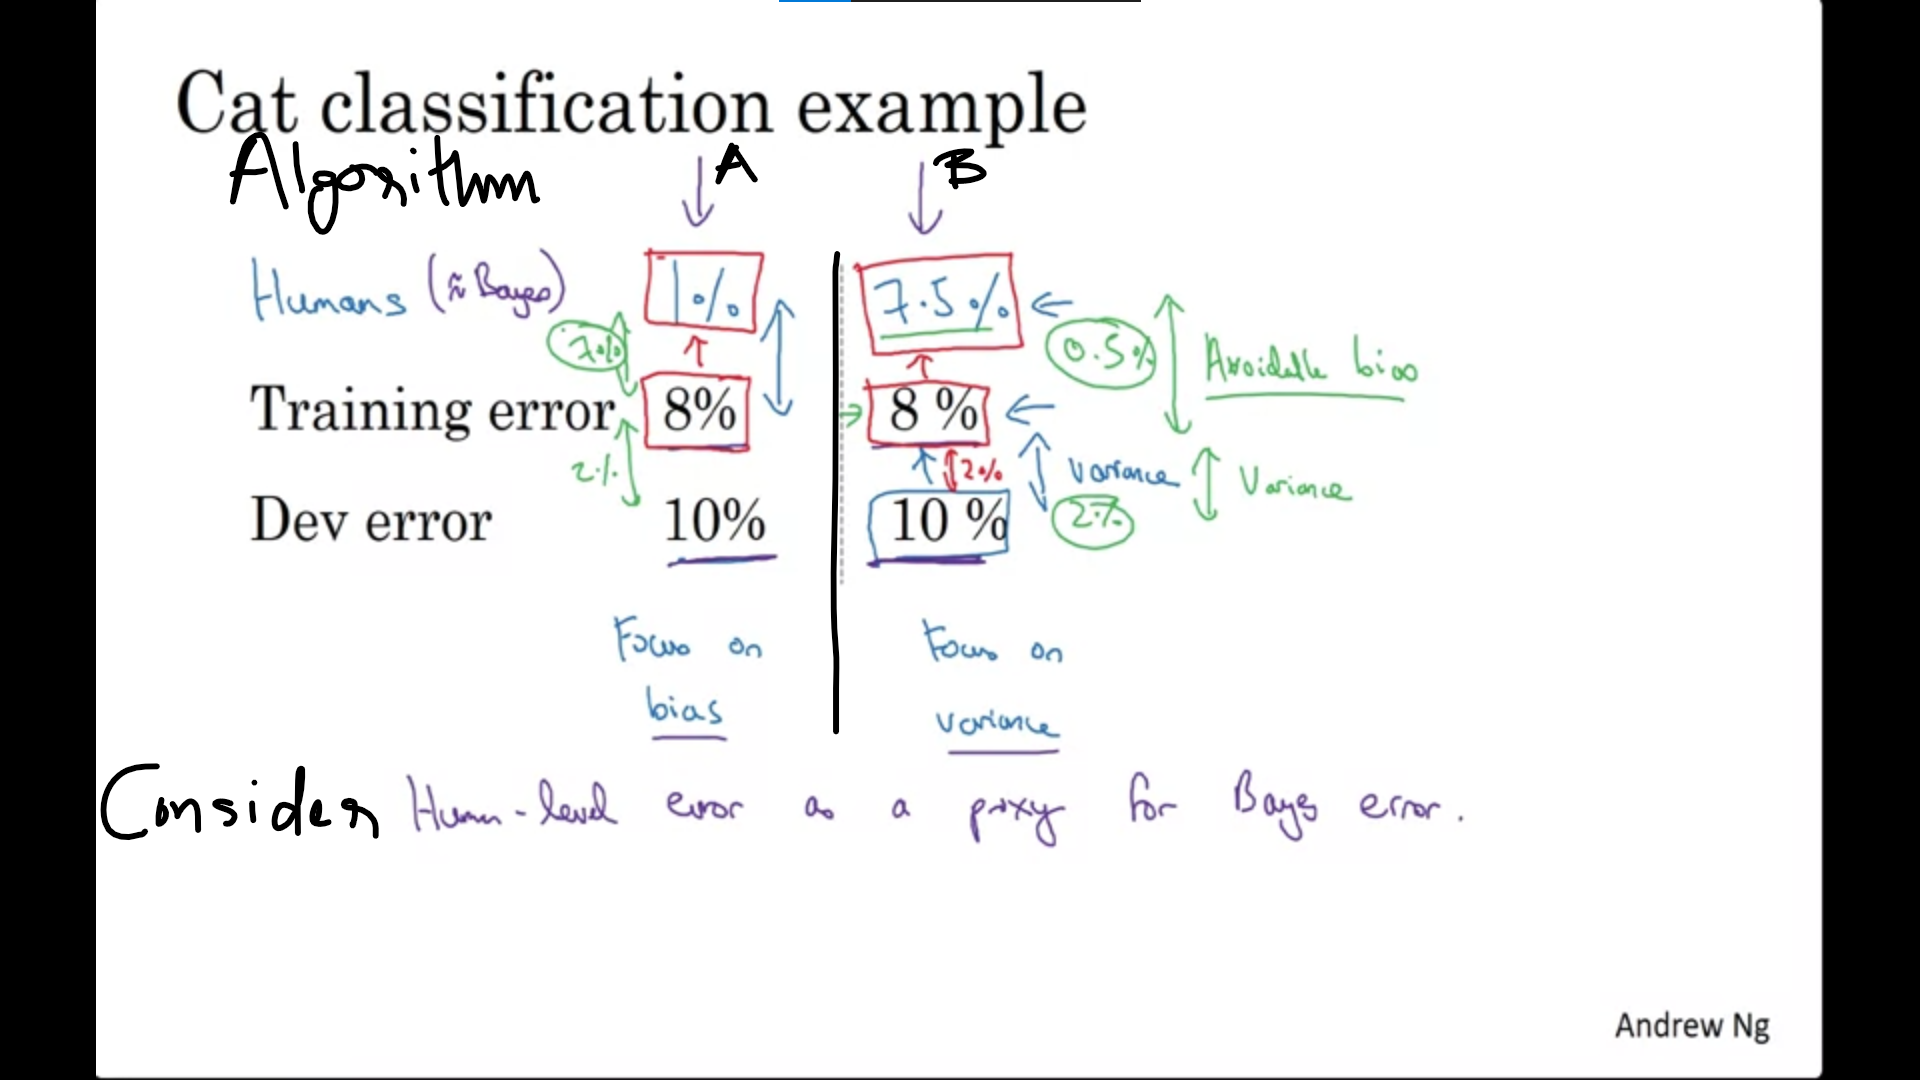 Cat classification example
Algorithm A B
Humans (≈Bayes) 1% 7.5%
7% 0.5% Avoidable bias
Training error 8% 8 %
2% 2% Variance Variance
Dev error 10% 10 % 2%
Focus on Focus on
bias variance
Consider Human-level error as a proxy for Bayes error.
Andrew Ng